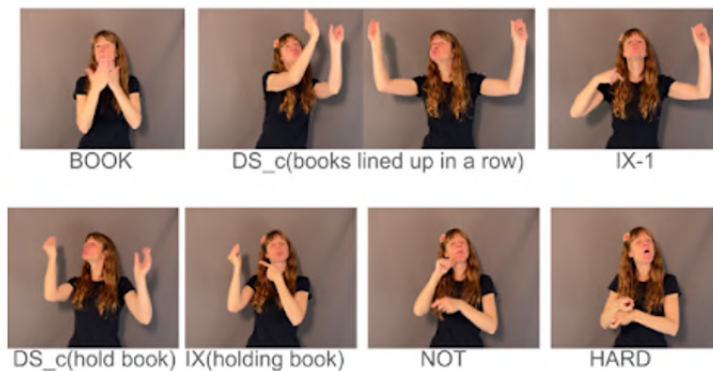 BOOK DS_c(books lined up in a row) IX-1
DS_c(hold book) IX(holding book) NOT HARD